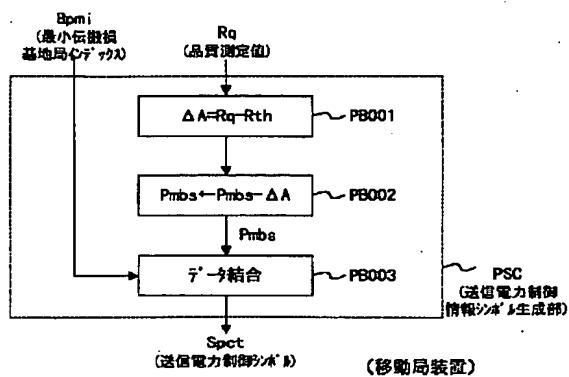 Bpmi
(最小伝搬損
基地局インデックス)
Rq
(品質測定値)
ΔA=Rq-Rth
PB001
Pmbs←Pmbs-ΔA
PB002
Pmbs
データ結合
PB003
PSC
(送信電力制御
情報シンボル生成部)
Spct
(送信電力制御シンボル)
(移動局装置)